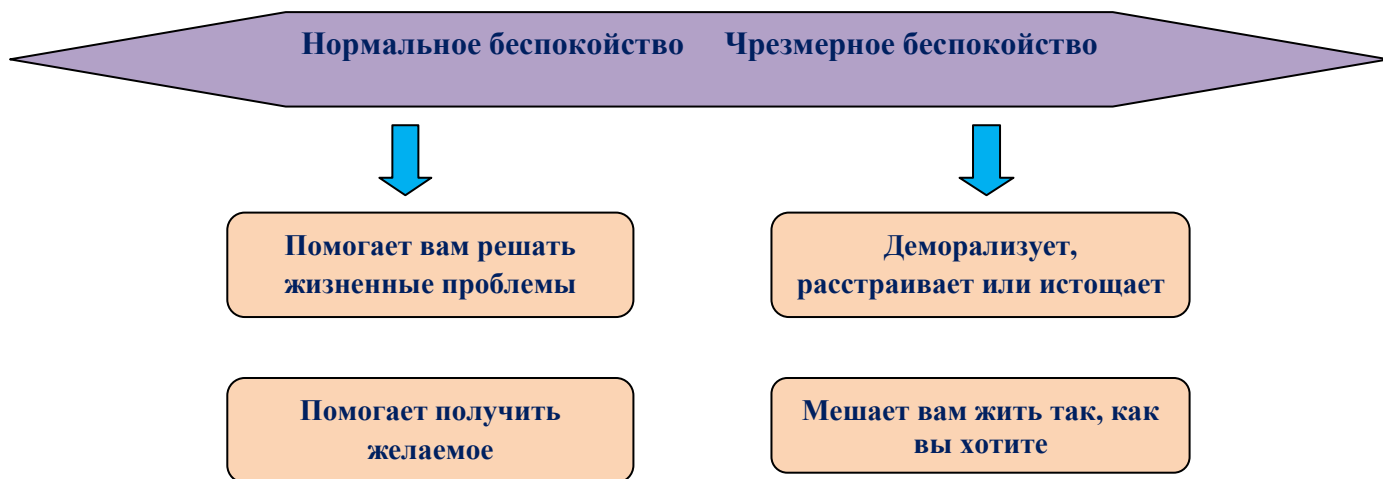 Нормальное беспокойство Чрезмерное беспокойство
Помогает вам решать
жизненные проблемы
Деморализует,
расстраивает или истощает
Помогает получить
желаемое
Мешает вам жить так, как
вы хотите